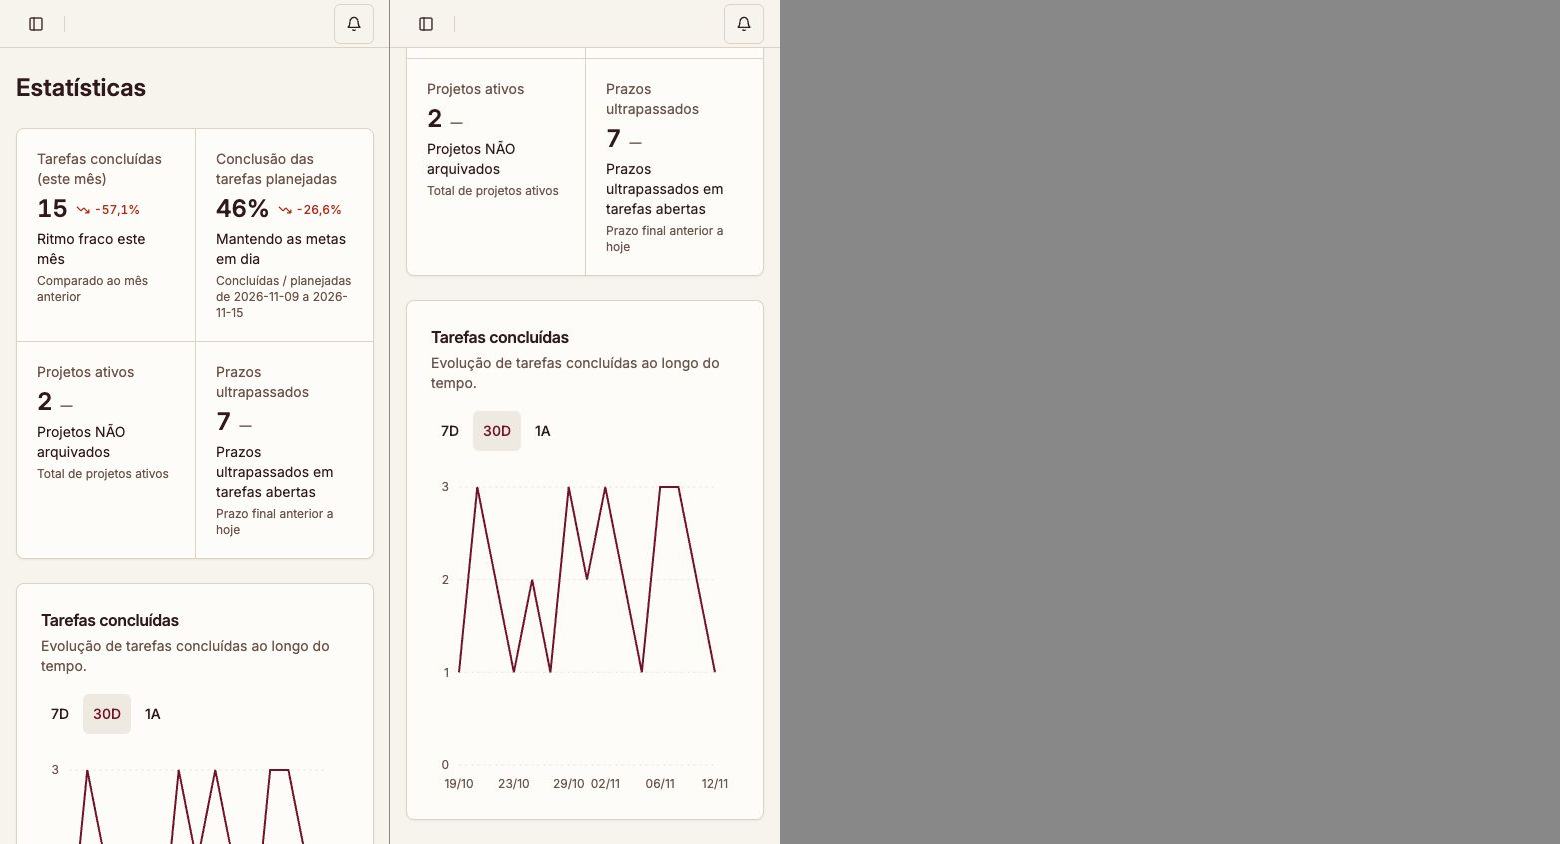 Estatísticas
Tarefas concluídas
(este mês)
15 -57,1%
Ritmo fraco este
mês
Comparado ao mês
anterior
Conclusão das
tarefas planejadas
46% -26,6%
Mantendo as metas
em dia
Concluídas / planejadas
de 2026-11-09 a 2026-
11-15
Projetos ativos
2 —
Projetos NÃO
arquivados
Total de projetos ativos
Prazos
ultrapassados
7 —
Prazos
ultrapassados em
tarefas abertas
Prazo final anterior a
hoje
Tarefas concluídas
Evolução de tarefas concluídas ao longo do
tempo.
7D 30D 1A
3
Projetos ativos
2 —
Projetos NÃO
arquivados
Total de projetos ativos
Prazos
ultrapassados
7 —
Prazos
ultrapassados em
tarefas abertas
Prazo final anterior a
hoje
Tarefas concluídas
Evolução de tarefas concluídas ao longo do
tempo.
7D 30D 1A
3
2
1
0
19/10 23/10 29/10 02/11 06/11 12/11